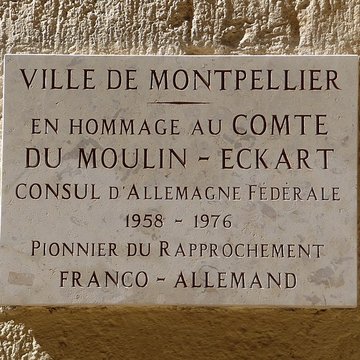 VILLE DE MONTPELLIER
EN HOMMAGE AU COMTE
DU MOULIN - ECKART
CONSUL D'ALLEMAGNE FÉDÉRALE
1958 - 1976
PIONNIER DU RAPPROCHEMENT
FRANCO - ALLEMAND